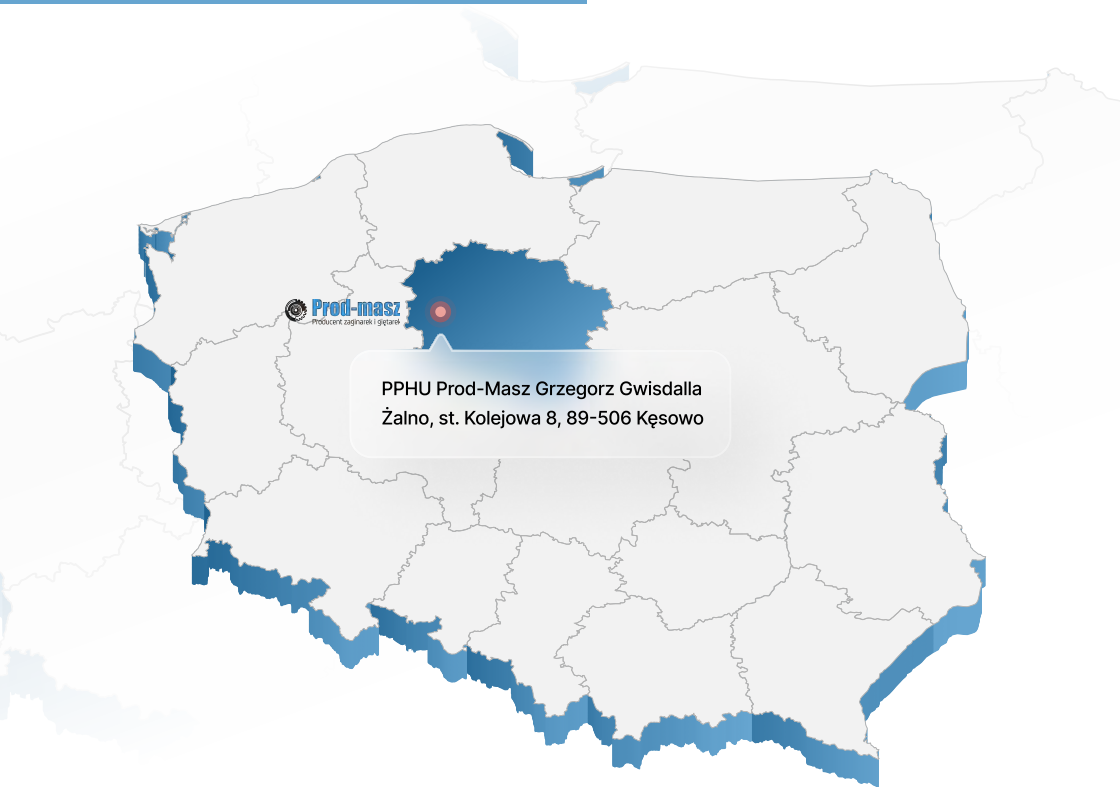 Prod-masz
Producent zaginarek i giętarek
PPHU Prod-Masz Grzegorz Gwisdalla
Żalno, st. Kolejowa 8, 89-506 Kęsowo